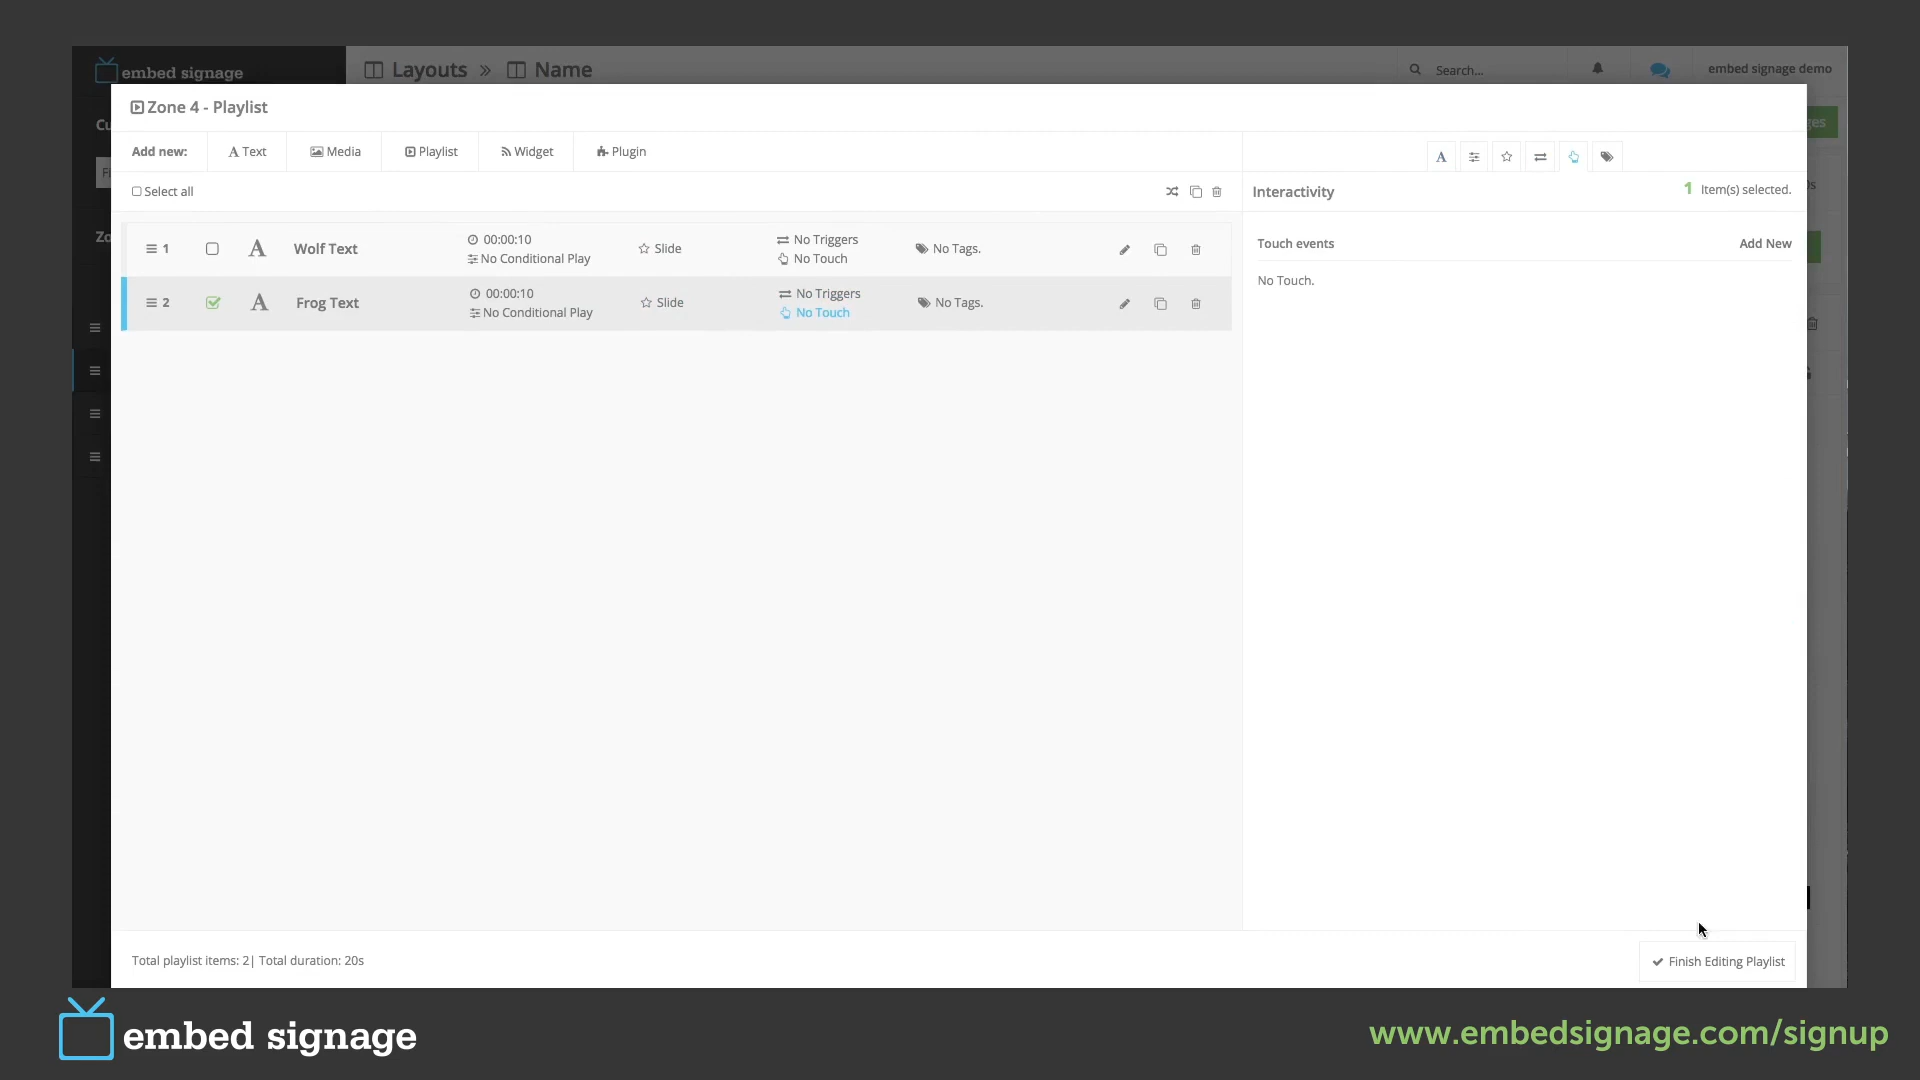 embed signage
Layouts » Name
Search...
embed signage demo
Zone 4 - Playlist
Add new: Text Media Playlist Widget Plugin
Select all
Interactivity
1 Item(s) selected.
1 Wolf Text 00:00:10 No Conditional Play Slide No Triggers No Touch No Tags.
2 Frog Text 00:00:10 No Conditional Play Slide No Triggers No Touch No Tags.
Touch events Add New
No Touch.
Total playlist items: 2| Total duration: 20s
Finish Editing Playlist
embed signage
www.embedsignage.com/signup